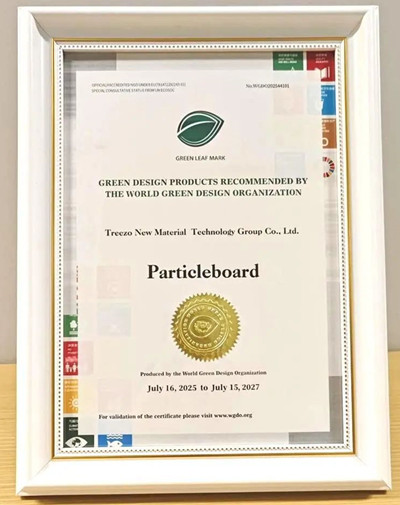 GREEN LEAF MARK
GREEN DESIGN PRODUCTS RECOMMENDED BY
THE WORLD GREEN DESIGN ORGANIZATION
Treezo New Material Technology Group Co., Ltd.
Particleboard
Produced by the World Green Design Organization
July 16, 2025 to July 15, 2027
For validation of the certificate please visit www.wgdo.org